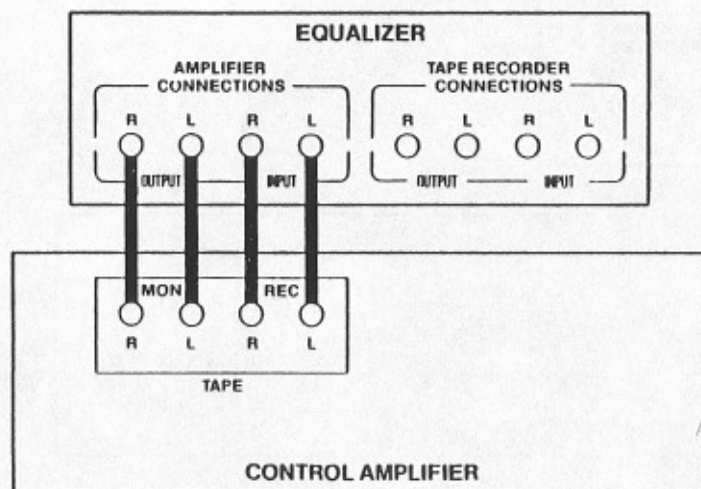 EQUALIZER
AMPLIFIER
CONNECTIONS
TAPE RECORDER
CONNECTIONS
R L R L
R L R L
OUTPUT INPUT
OUTPUT INPUT
MON REC
R L R L
TAPE
CONTROL AMPLIFIER